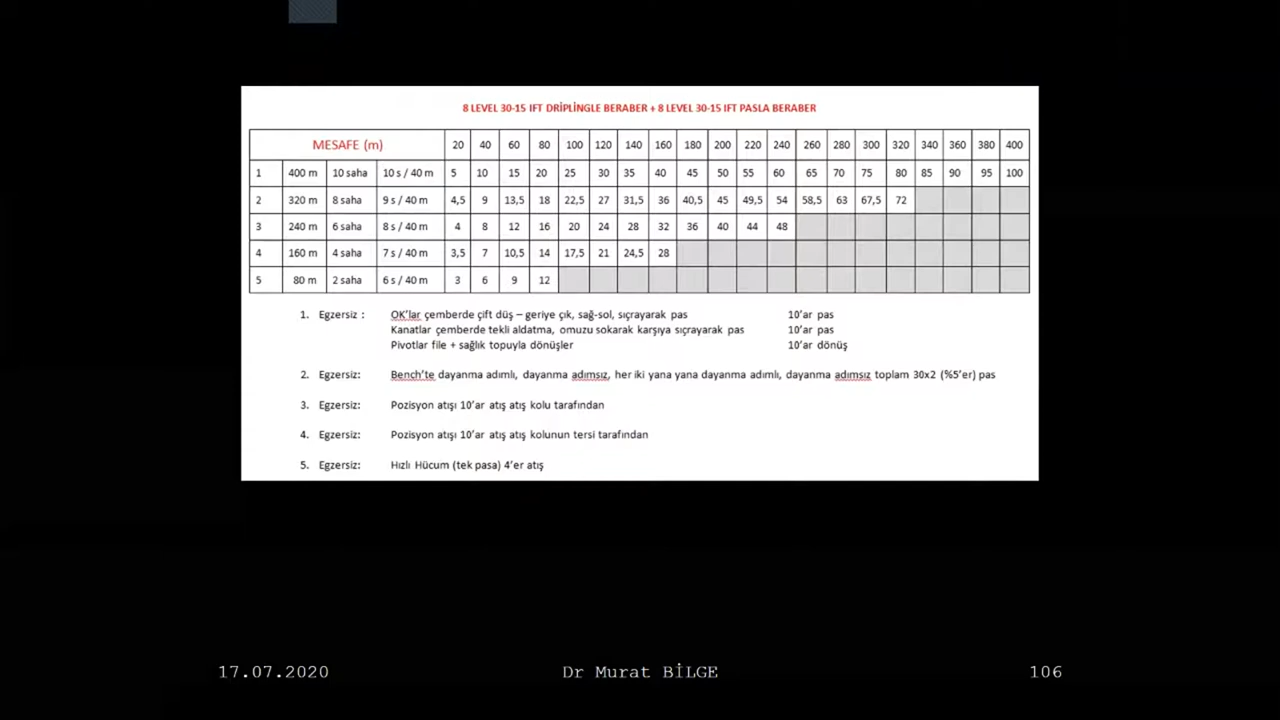 8 LEVEL 30-15 IFT DRİPLİNGLE BERABER + 8 LEVEL 30-15 IFT PASLA BERABER
MESAFE (m) 20 40 60 80 100 120 140 160 180 200 220 240 260 280 300 320 340 360 380 400
1 400 m 10 saha 10 s / 40 m 5 10 15 20 25 30 35 40 45 50 55 60 65 70 75 80 85 90 95 100
2 320 m 8 saha 9 s / 40 m 4,5 9 13,5 18 22,5 27 31,5 36 40,5 45 49,5 54 58,5 63 67,5 72
3 240 m 6 saha 8 s / 40 m 4 8 12 16 20 24 28 32 36 40 44 48
4 160 m 4 saha 7 s / 40 m 3,5 7 10,5 14 17,5 21 24,5 28
5 80 m 2 saha 6 s / 40 m 3 6 9 12
1. Egzersiz : OK'lar çemberde çift düş – geriye çık, sağ-sol, sıçrayarak pas 10'ar pas
Kanatlar çemberde tekli aldatma, omuzu sokarak karşıya sıçrayarak pas 10'ar pas
Pivotlar file + sağlık topuyla dönüşler 10'ar dönüş
2. Egzersiz: Bench'te dayanma adımlı, dayanma adımsız, her iki yana yana dayanma adımlı, dayanma adımsız toplam 30x2 (%5'er) pas
3. Egzersiz: Pozisyon atışı 10'ar atış atış kolu tarafından
4. Egzersiz: Pozisyon atışı 10'ar atış atış kolunun tersi tarafından
5. Egzersiz: Hızlı Hücum (tek pasa) 4'er atış
17.07.2020 Dr Murat BİLGE 106